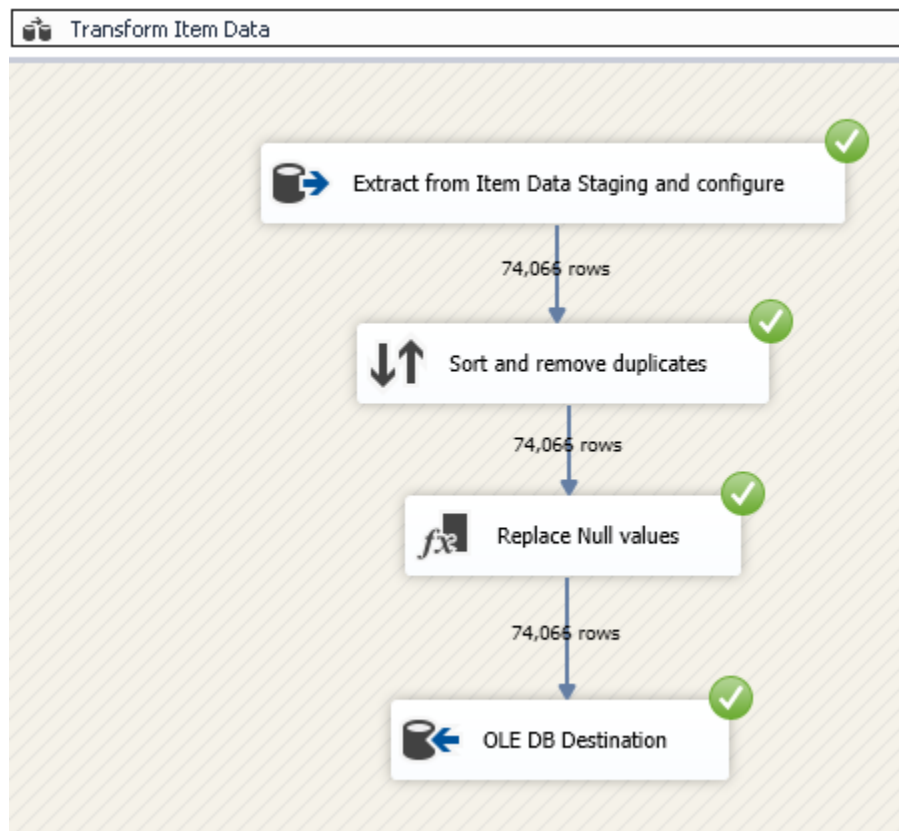 Transform Item Data
Extract from Item Data Staging and configure
74,066 rows
Sort and remove duplicates
74,066 rows
Replace Null values
74,066 rows
OLE DB Destination